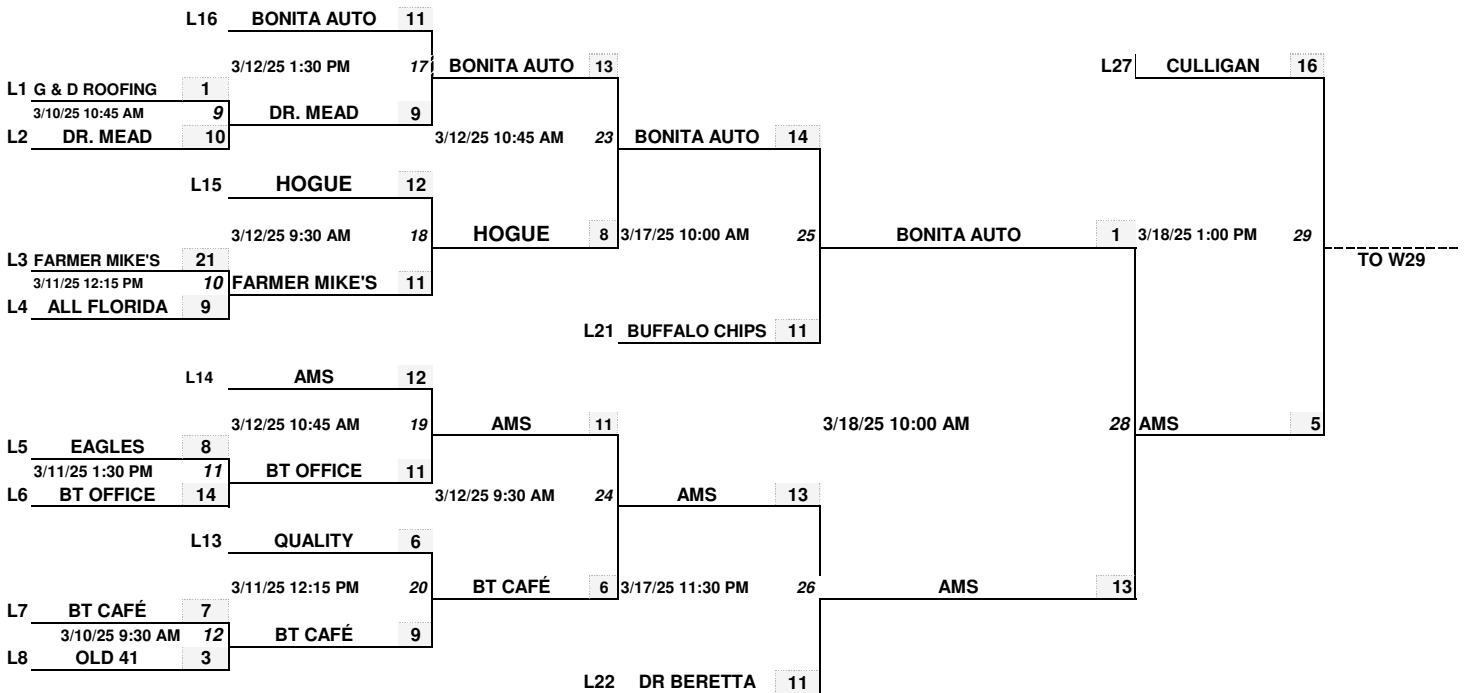 L16 BONITA AUTO 11
3/12/25 1:30 PM 17 BONITA AUTO 13 L27 CULLIGAN 16
L1 G & D ROOFING 1
3/10/25 10:45 AM 9 DR. MEAD 9
L2 DR. MEAD 10 3/12/25 10:45 AM 23 BONITA AUTO 14
L15 HOGUE 12
3/12/25 9:30 AM 18 HOGUE 8 3/17/25 10:00 AM 25 BONITA AUTO 1 3/18/25 1:00 PM 29
L3 FARMER MIKE'S 21 TO W29
3/11/25 12:15 PM 10 FARMER MIKE'S 11
L4 ALL FLORIDA 9
L21 BUFFALO CHIPS 11
L14 AMS 12
3/12/25 10:45 AM 19 AMS 11 3/18/25 10:00 AM 28 AMS 5
L5 EAGLES 8
3/11/25 1:30 PM 11 BT OFFICE 11
L6 BT OFFICE 14 3/12/25 9:30 AM 24 AMS 13
L13 QUALITY 6
3/11/25 12:15 PM 20 BT CAFÉ 6 3/17/25 11:30 PM 26 AMS 13
L7 BT CAFÉ 7
3/10/25 9:30 AM 12 BT CAFÉ 9
L8 OLD 41 3
L22 DR BERETTA 11